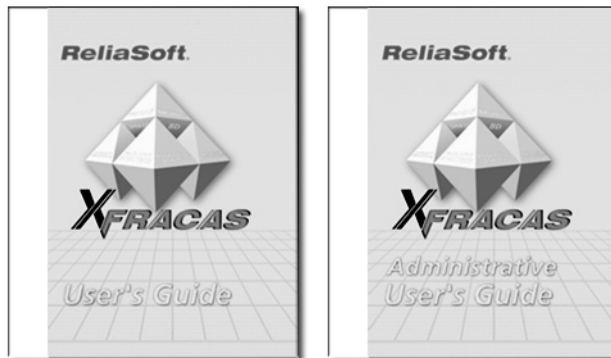 ReliaSoft.
XFRACAS
User's Guide
ReliaSoft.
XFRACAS
Administrative
User's Guide